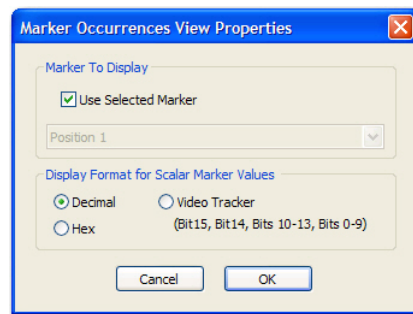 Marker Occurrences View Properties
Marker To Display
Use Selected Marker
Position 1
Display Format for Scalar Marker Values
Decimal
Video Tracker
Hex
(Bit15, Bit14, Bits 10-13, Bits 0-9)
Cancel
OK